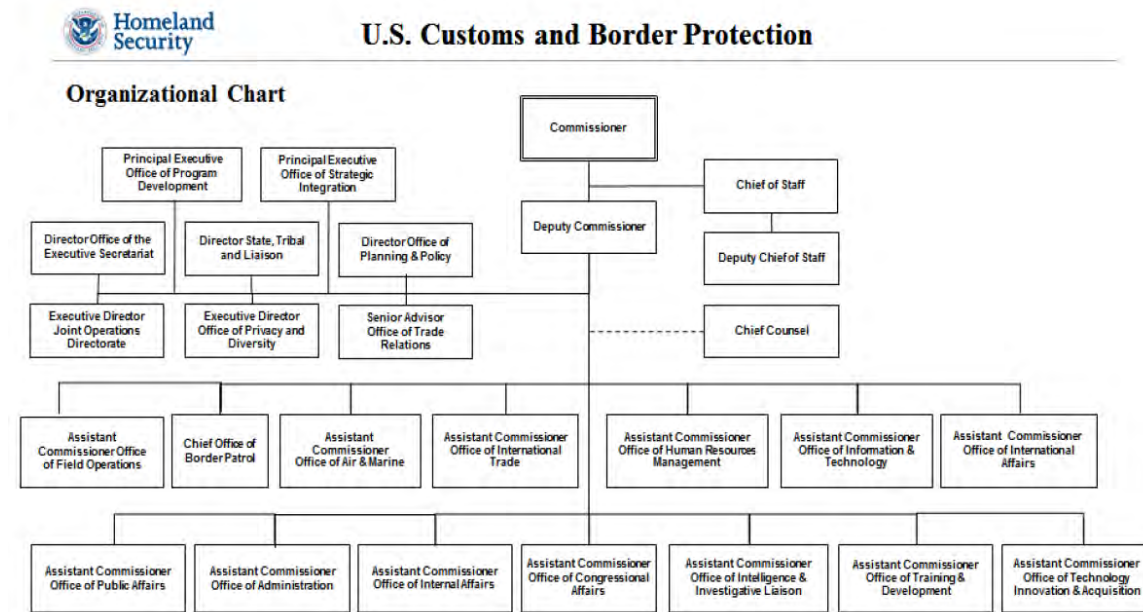 Homeland
Security
U.S. Customs and Border Protection
Organizational Chart
Commissioner
Principal Executive
Office of Program
Development
Principal Executive
Office of Strategic
Integration
Chief of Staff
Deputy Commissioner
Director Office of the
Executive Secretariat
Director State, Tribal
and Liaison
Director Office of
Planning & Policy
Deputy Chief of Staff
Executive Director
Joint Operations
Directorate
Executive Director
Office of Privacy and
Diversity
Senior Advisor
Office of Trade
Relations
Chief Counsel
Assistant
Commissioner Office
of Field Operations
Chief Office of
Border Patrol
Assistant
Commissioner
Office of Air & Marine
Assistant Commissioner
Office of International
Trade
Assistant Commissioner
Office of Human Resources
Management
Assistant Commissioner
Office of Information &
Technology
Assistant Commissioner
Office of International
Affairs
Assistant Commissioner
Office of Public Affairs
Assistant Commissioner
Office of Administration
Assistant Commissioner
Office of Internal Affairs
Assistant Commissioner
Office of Congressional
Affairs
Assistant Commissioner
Office of Intelligence &
Investigative Liaison
Assistant Commissioner
Office of Training &
Development
Assistant Commissioner
Office of Technology
Innovation & Acquisition